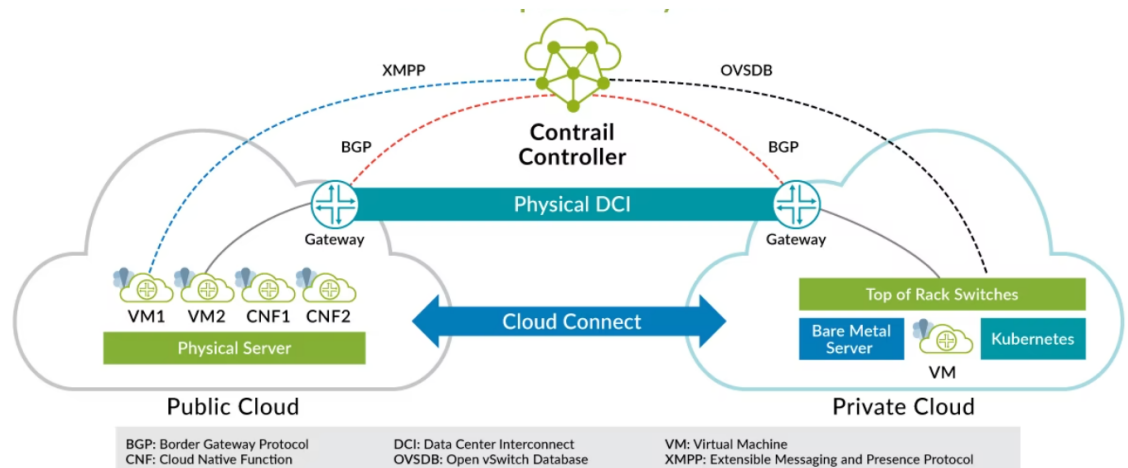 XMPP
OVSDB
BGP
Contrail
Controller
BGP
Physical DCI
Gateway
Gateway
VM1
VM2
CNF1
CNF2
Physical Server
Cloud Connect
Top of Rack Switches
Bare Metal
Server
VM
Kubernetes
Public Cloud
Private Cloud
BGP: Border Gateway Protocol
DCI: Data Center Interconnect
VM: Virtual Machine
CNF: Cloud Native Function
OVSDB: Open vSwitch Database
XMPP: Extensible Messaging and Presence Protocol